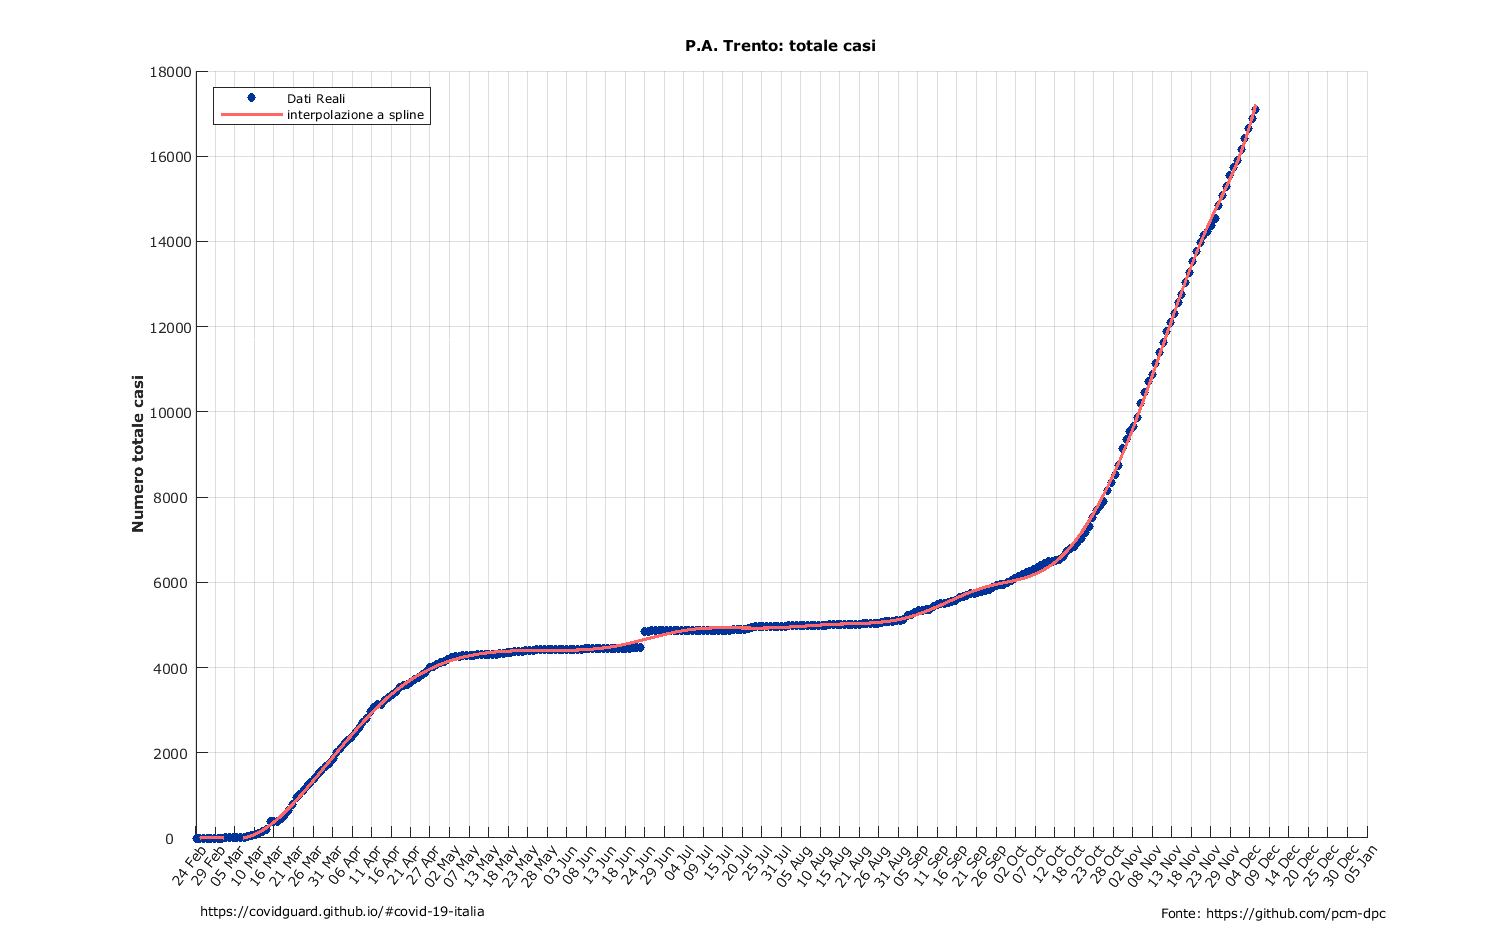 P.A. Trento: totale casi
Numero totale casi
18000
16000
14000
12000
10000
8000
6000
4000
2000
0
Dati Reali
interpolazione a spline
24 Feb
29 Feb
05 Mar
10 Mar
16 Mar
21 Mar
26 Mar
31 Mar
06 Apr
11 Apr
16 Apr
21 Apr
27 Apr
02 May
07 May
13 May
18 May
23 May
28 May
03 Jun
08 Jun
13 Jun
18 Jun
24 Jun
29 Jun
04 Jul
09 Jul
15 Jul
20 Jul
25 Jul
31 Jul
05 Aug
10 Aug
15 Aug
21 Aug
26 Aug
31 Aug
05 Sep
11 Sep
16 Sep
21 Sep
26 Sep
02 Oct
07 Oct
12 Oct
18 Oct
23 Oct
28 Oct
02 Nov
08 Nov
13 Nov
18 Nov
23 Nov
29 Nov
04 Dec
09 Dec
14 Dec
20 Dec
25 Dec
30 Dec
05 Jan
https://covidguard.github.io/#covid-19-italia
Fonte: https://github.com/pcm-dpc